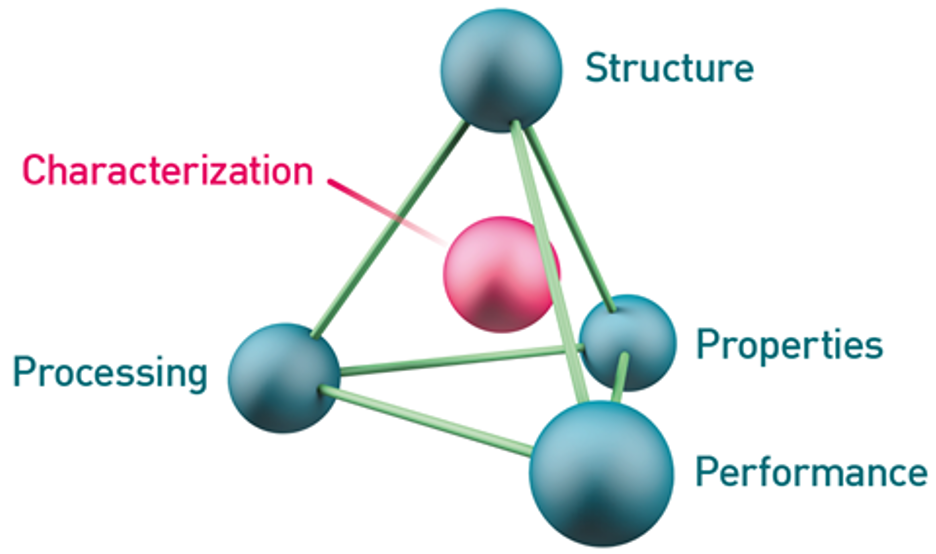 Structure
Characterization
Properties
Processing
Performance